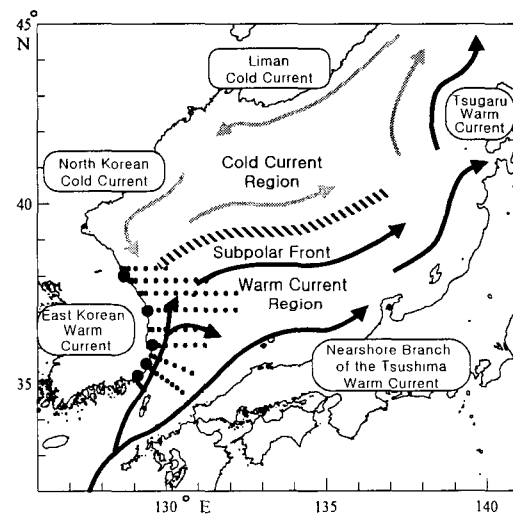 45°
N
Liman
Cold Current
Tsugaru
Warm
Current
North Korean
Cold Current
Cold Current
Region
40
Subpolar Front
Warm Current
Region
East Korean
Warm
Current
Nearshore Branch
of the Tsushima
Warm Current
35
130 °E
135
140